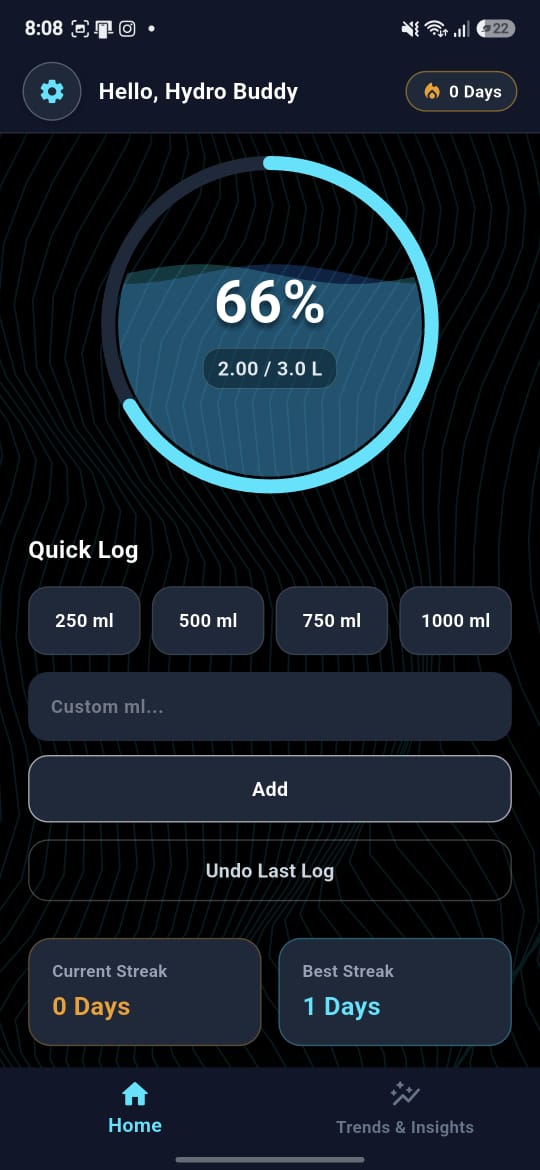 8:08
22
Hello, Hydro Buddy
0 Days
66%
2.00 / 3.0 L
Quick Log
250 ml
500 ml
750 ml
1000 ml
Custom ml...
Add
Undo Last Log
Current Streak
Best Streak
0 Days
1 Days
Home
Trends & Insights